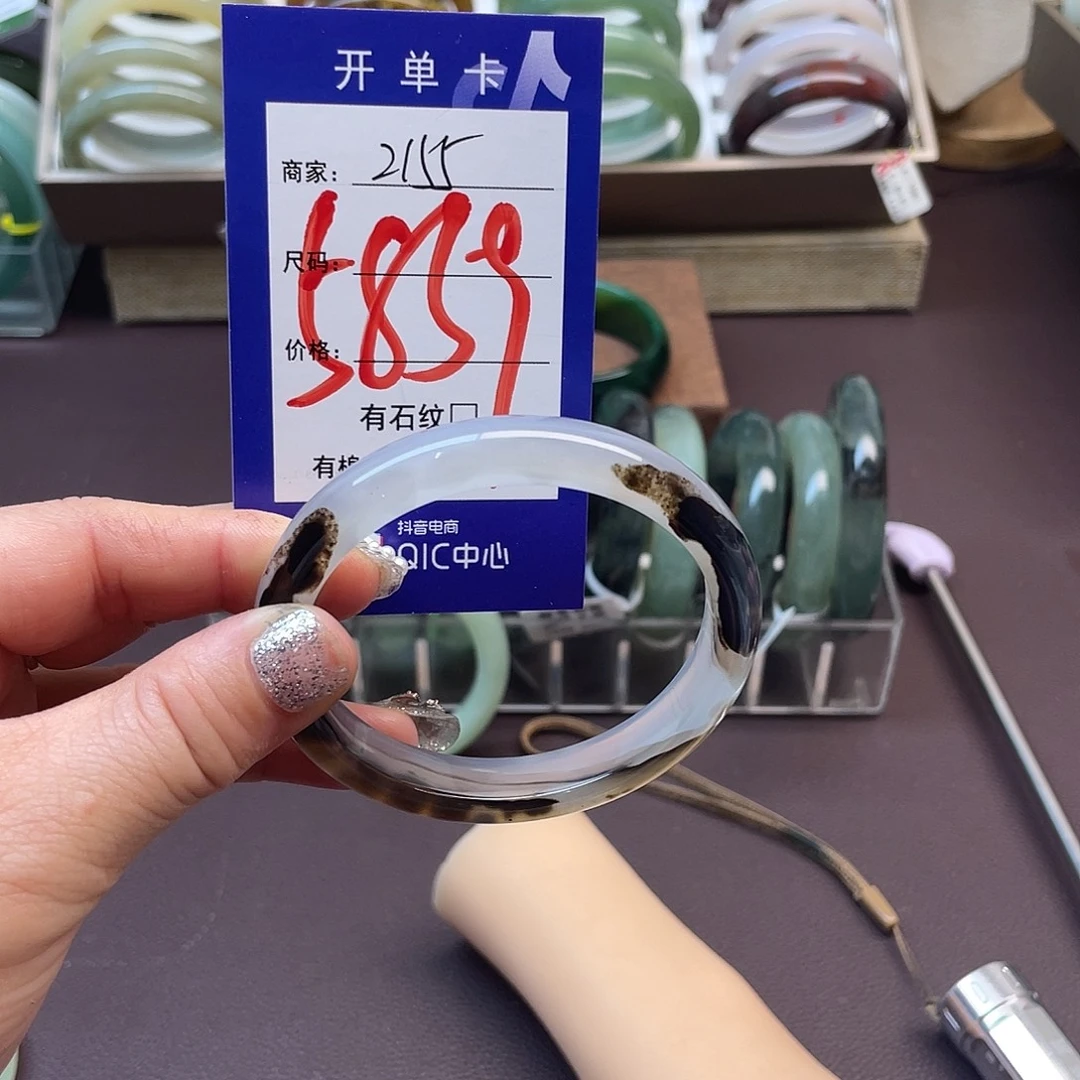 开单卡
商家: 2155
5859
尺码:
价格:
有石纹□
有
抖音电商
QIC中心